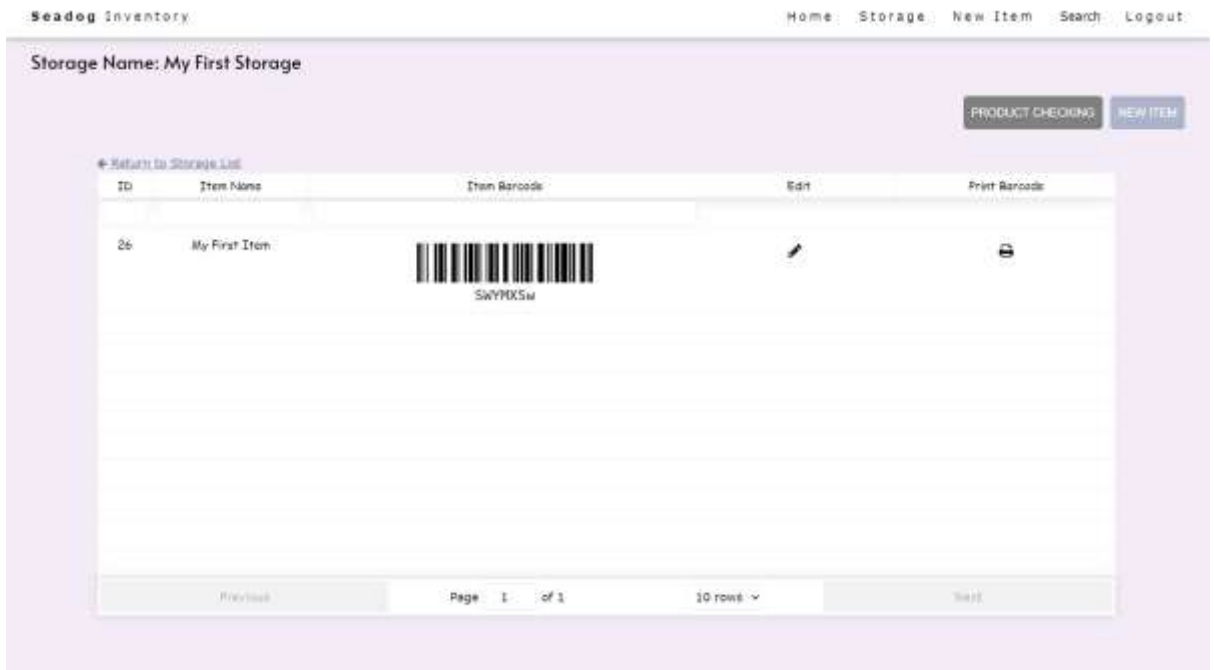 Seadog Inventory Home Storage New Item Search Logout
Storage Name: My First Storage
PRODUCT CHECKING NEW ITEM
Return to Storage List
ID Item Name Item Barcode Edit Print Barcode
26 My First Item
Previous Page 1 of 1 10 rows Next